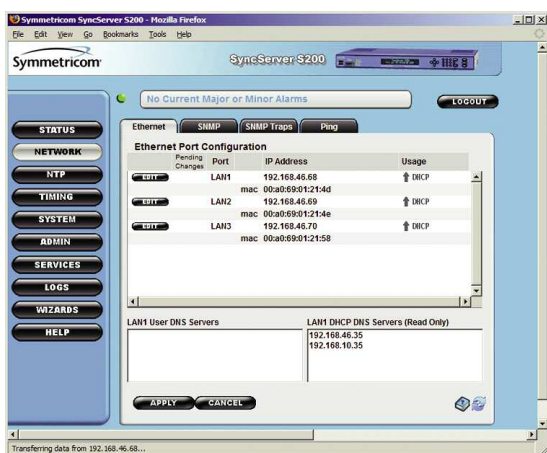 Symmetricom SyncServer S200 - Mozilla Firefox
File Edit View Go Bookmarks Tools Help
Symmetricom
SyncServer S200
No Current Major or Minor Alarms
LOGOUT
STATUS
NETWORK
NTP
TIMING
SYSTEM
ADMIN
SERVICES
LOGS
WIZARDS
HELP
Ethernet SNMP SNMP Traps Ping
Ethernet Port Configuration
Pending Changes Port IP Address Usage
EDIT LAN1 192.168.46.68 DHCP
mac 00:a0:69:01:21:4d
EDIT LAN2 192.168.46.69 DHCP
mac 00:a0:69:01:21:4e
EDIT LAN3 192.168.46.70 DHCP
mac 00:a0:69:01:21:58
LAN1 User DNS Servers
LAN1 DHCP DNS Servers (Read Only)
192.168.46.35
192.168.10.35
APPLY CANCEL
Transferring data from 192.168.46.68...